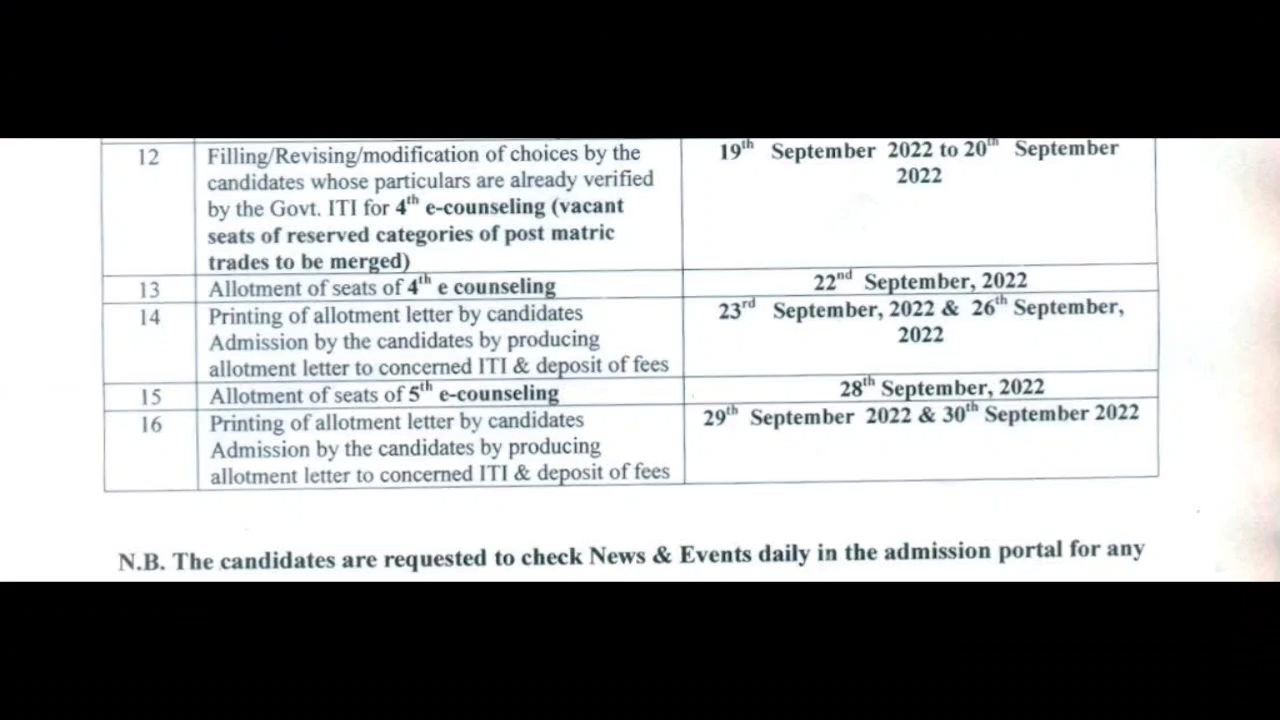 12
Filling/Revising/modification of choices by the
candidates whose particulars are already verified
by the Govt. ITI for 4th e-counseling (vacant
seats of reserved categories of post matric
trades to be merged)
19th September 2022 to 20th September
2022
13
Allotment of seats of 4th e counseling
22nd September, 2022
14
Printing of allotment letter by candidates
Admission by the candidates by producing
allotment letter to concerned ITI & deposit of fees
23rd September, 2022 & 26th September,
2022
15
Allotment of seats of 5th e-counseling
28th September, 2022
16
Printing of allotment letter by candidates
Admission by the candidates by producing
allotment letter to concerned ITI & deposit of fees
29th September 2022 & 30th September 2022
N.B. The candidates are requested to check News & Events daily in the admission portal for any